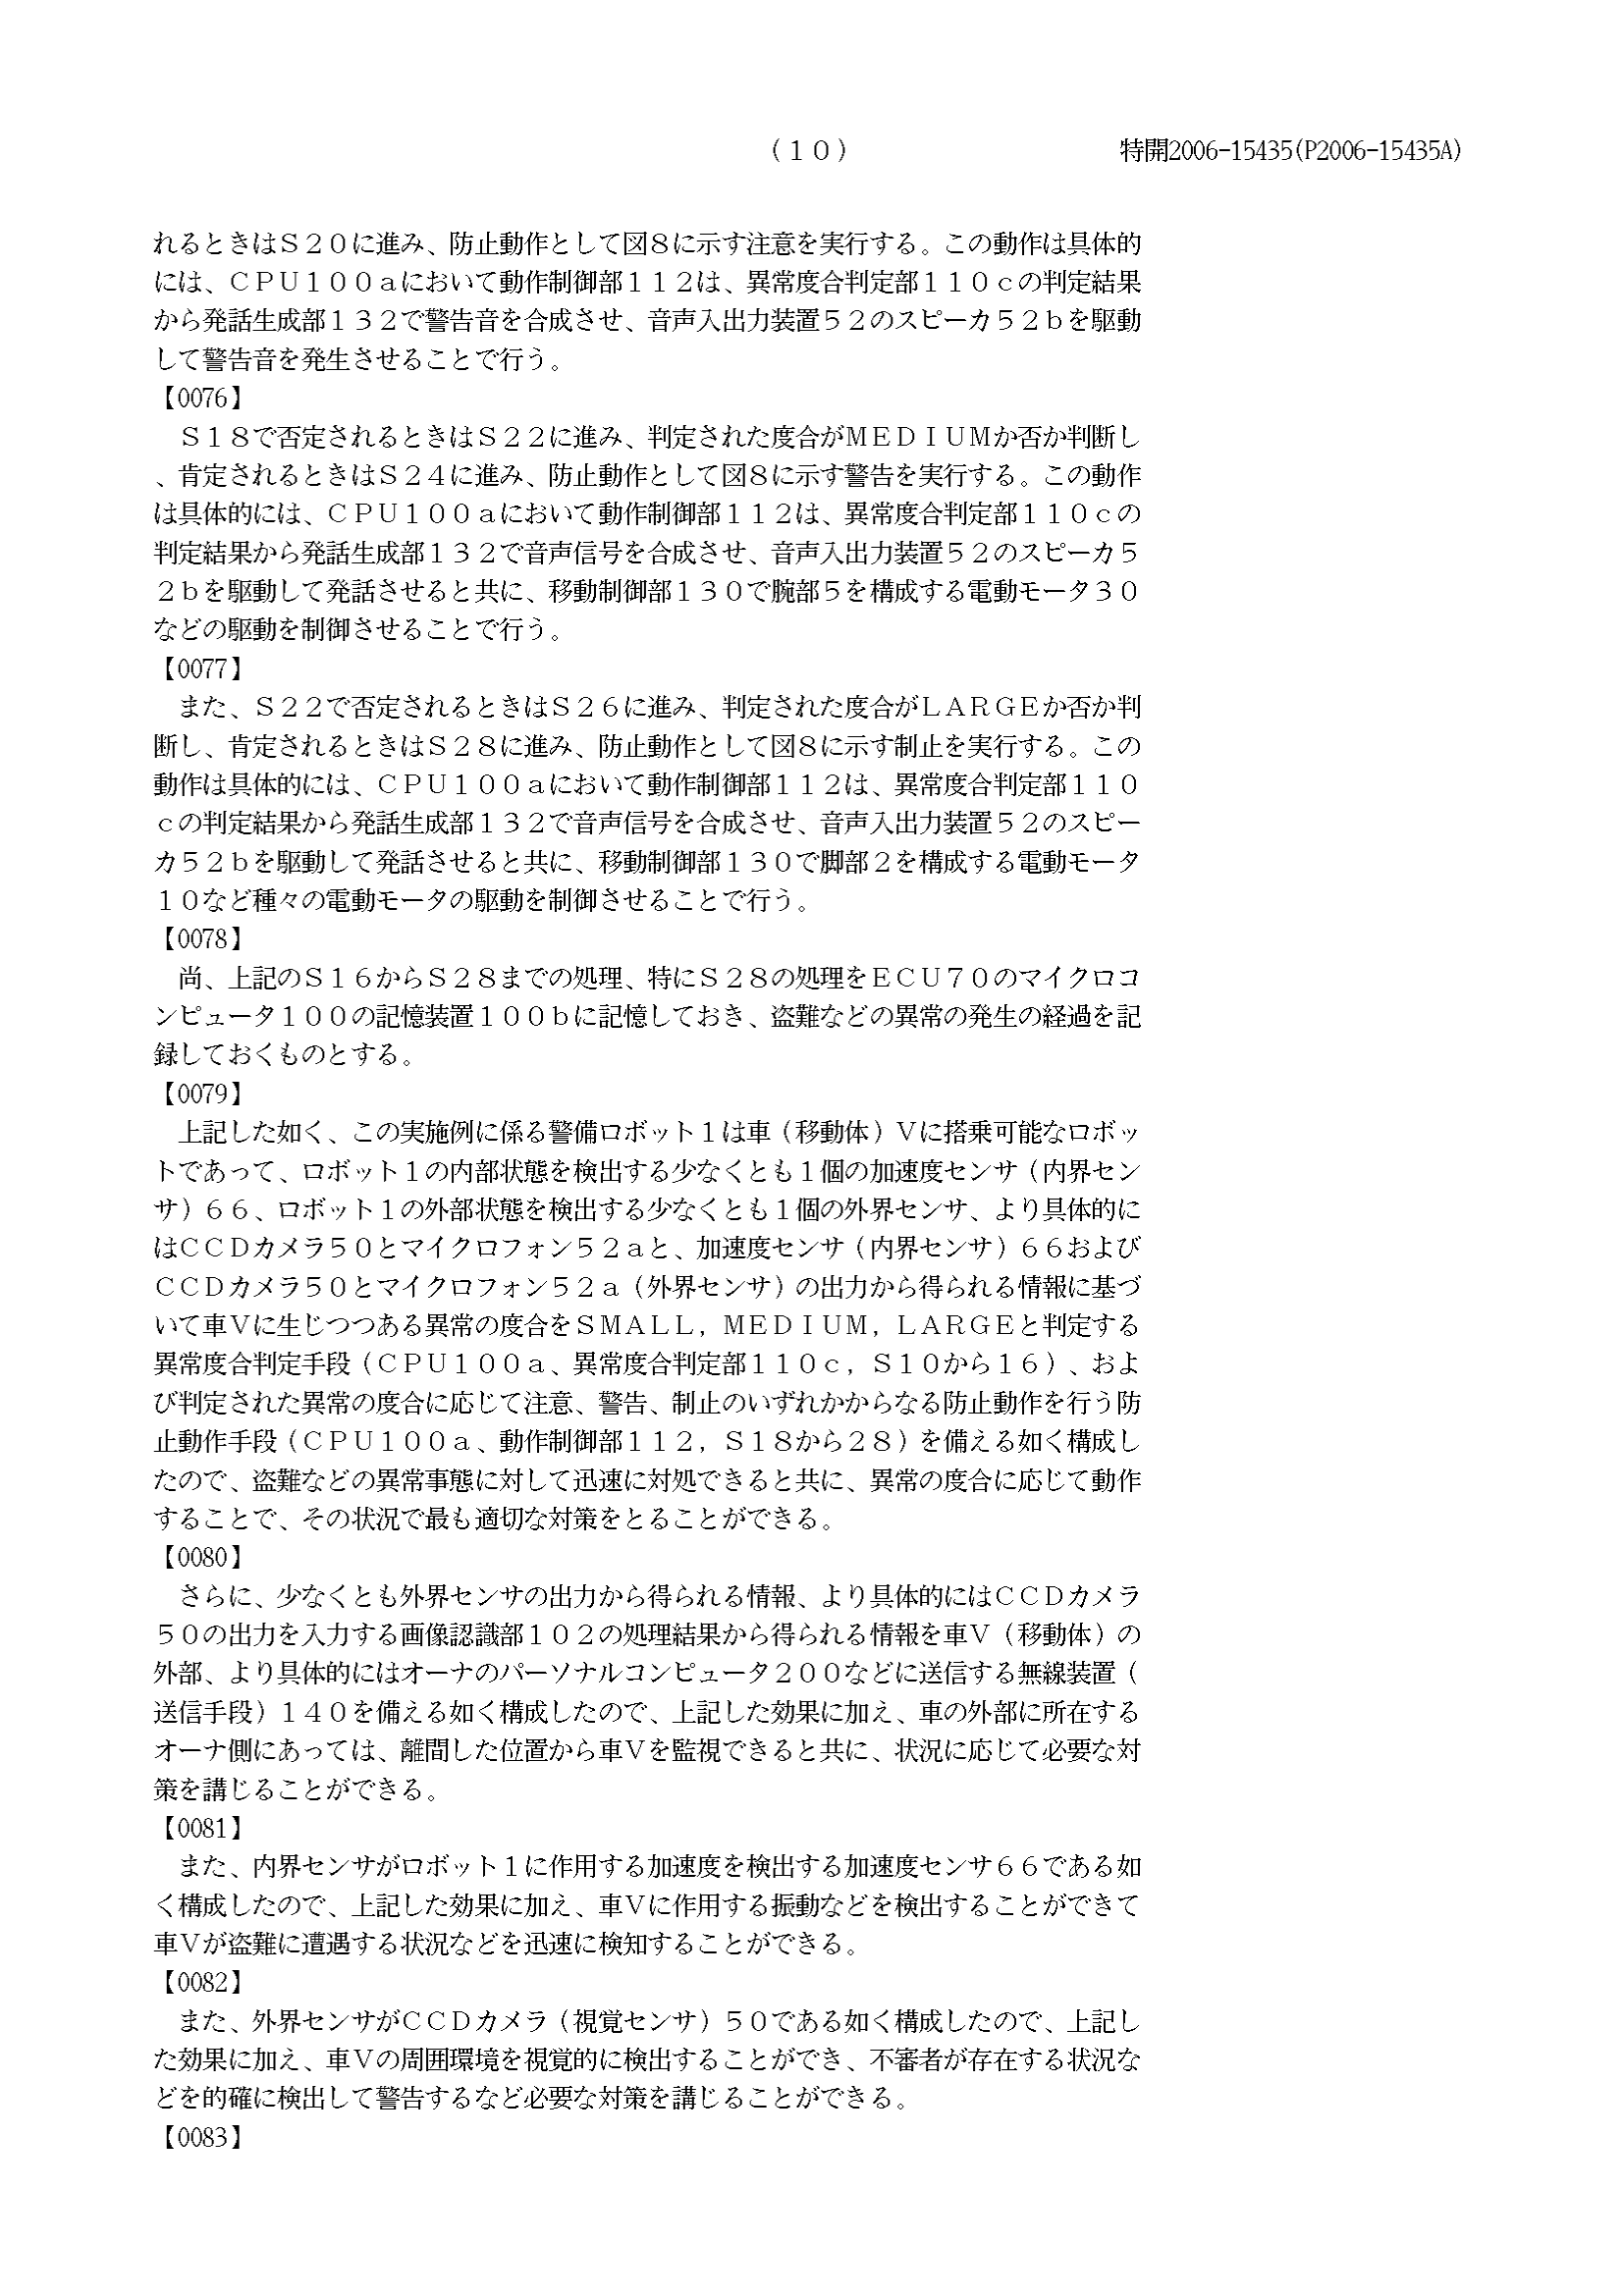 （１０）
特開2006-15435(P2006-15435A)
れるときはＳ２０に進み、防止動作として図８に示す注意を実行する。この動作は具体的
には、ＣＰＵ１００ａにおいて動作制御部１１２は、異常度合判定部１１０ｃの判定結果
から発話生成部１３２で警告音を合成させ、音声入出力装置５２のスピーカ５２ｂを駆動
して警告音を発生させることで行う。
【0076】
　Ｓ１８で否定されるときはＳ２２に進み、判定された度合がＭＥＤＩＵＭか否か判断し
、肯定されるときはＳ２４に進み、防止動作として図８に示す警告を実行する。この動作
は具体的には、ＣＰＵ１００ａにおいて動作制御部１１２は、異常度合判定部１１０ｃの
判定結果から発話生成部１３２で音声信号を合成させ、音声入出力装置５２のスピーカ５
２ｂを駆動して発話させると共に、移動制御部１３０で腕部５を構成する電動モータ３０
などの駆動を制御させることで行う。
【0077】
　また、Ｓ２２で否定されるときはＳ２６に進み、判定された度合がＬＡＲＧＥか否か判
断し、肯定されるときはＳ２８に進み、防止動作として図８に示す制止を実行する。この
動作は具体的には、ＣＰＵ１００ａにおいて動作制御部１１２は、異常度合判定部１１０
ｃの判定結果から発話生成部１３２で音声信号を合成させ、音声入出力装置５２のスピー
カ５２ｂを駆動して発話させると共に、移動制御部１３０で脚部２を構成する電動モータ
１０など種々の電動モータの駆動を制御させることで行う。
【0078】
　尚、上記のＳ１６からＳ２８までの処理、特にＳ２８の処理をＥＣＵ７０のマイクロコ
ンピュータ１００の記憶装置１００ｂに記憶しておき、盗難などの異常の発生の経過を記
録しておくものとする。
【0079】
　上記した如く、この実施例に係る警備ロボット１は車（移動体）Ｖに搭乗可能なロボッ
トであって、ロボット１の内部状態を検出する少なくとも１個の加速度センサ（内界セン
サ）６６、ロボット１の外部状態を検出する少なくとも１個の外界センサ、より具体的に
はＣＣＤカメラ５０とマイクロフォン５２ａと、加速度センサ（内界センサ）６６および
ＣＣＤカメラ５０とマイクロフォン５２ａ（外界センサ）の出力から得られる情報に基づ
いて車Ｖに生じつつある異常の度合をＳＭＡＬＬ，ＭＥＤＩＵＭ，ＬＡＲＧＥと判定する
異常度合判定手段（ＣＰＵ１００ａ、異常度合判定部１１０ｃ，Ｓ１０から１６）、およ
び判定された異常の度合に応じて注意、警告、制止のいずれかからなる防止動作を行う防
止動作手段（ＣＰＵ１００ａ、動作制御部１１２，Ｓ１８から２８）を備える如く構成し
たので、盗難などの異常事態に対して迅速に対処できると共に、異常の度合に応じて動作
することで、その状況で最も適切な対策をとることができる。
【0080】
　さらに、少なくとも外界センサの出力から得られる情報、より具体的にはＣＣＤカメラ
５０の出力を入力する画像認識部１０２の処理結果から得られる情報を車Ｖ（移動体）の
外部、より具体的にはオーナのパーソナルコンピュータ２００などに送信する無線装置（
送信手段）１４０を備える如く構成したので、上記した効果に加え、車の外部に所在する
オーナ側にあっては、離間した位置から車Ｖを監視できると共に、状況に応じて必要な対
策を講じることができる。
【0081】
　また、内界センサがロボット１に作用する加速度を検出する加速度センサ６６である如
く構成したので、上記した効果に加え、車Ｖに作用する振動などを検出することができて
車Ｖが盗難に遭遇する状況などを迅速に検知することができる。
【0082】
　また、外界センサがＣＣＤカメラ（視覚センサ）５０である如く構成したので、上記し
た効果に加え、車Ｖの周囲環境を視覚的に検出することができ、不審者が存在する状況な
どを的確に検出して警告するなど必要な対策を講じることができる。
【0083】